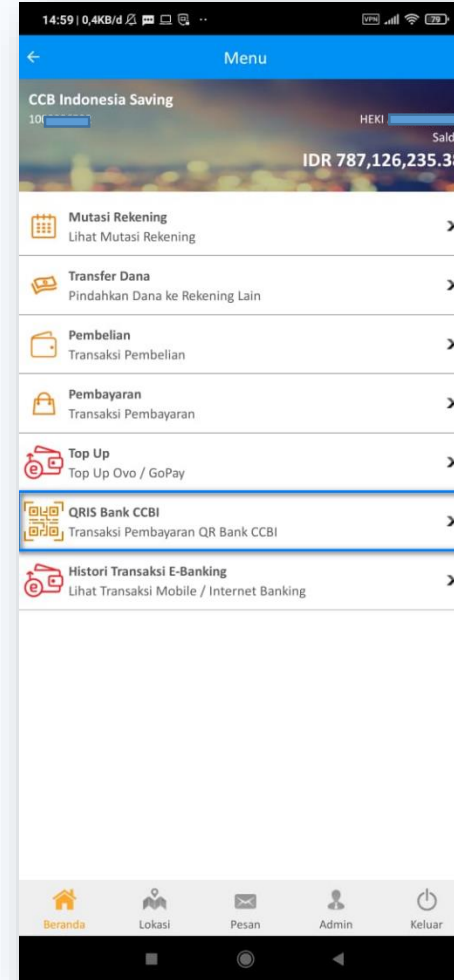 14:59 | 0,4KB/d
VPN 79
Menu
CCB Indonesia Saving
HEKI
IDR 787,126,235.38
Mutasi Rekening
Lihat Mutasi Rekening
Transfer Dana
Pindahkan Dana ke Rekening Lain
Pembelian
Transaksi Pembelian
Pembayaran
Transaksi Pembayaran
Top Up
Top Up Ovo / GoPay
QRIS Bank CCBI
Transaksi Pembayaran QR Bank CCBI
Histori Transaksi E-Banking
Lihat Transaksi Mobile / Internet Banking
Beranda Lokasi Pesan Admin Keluar